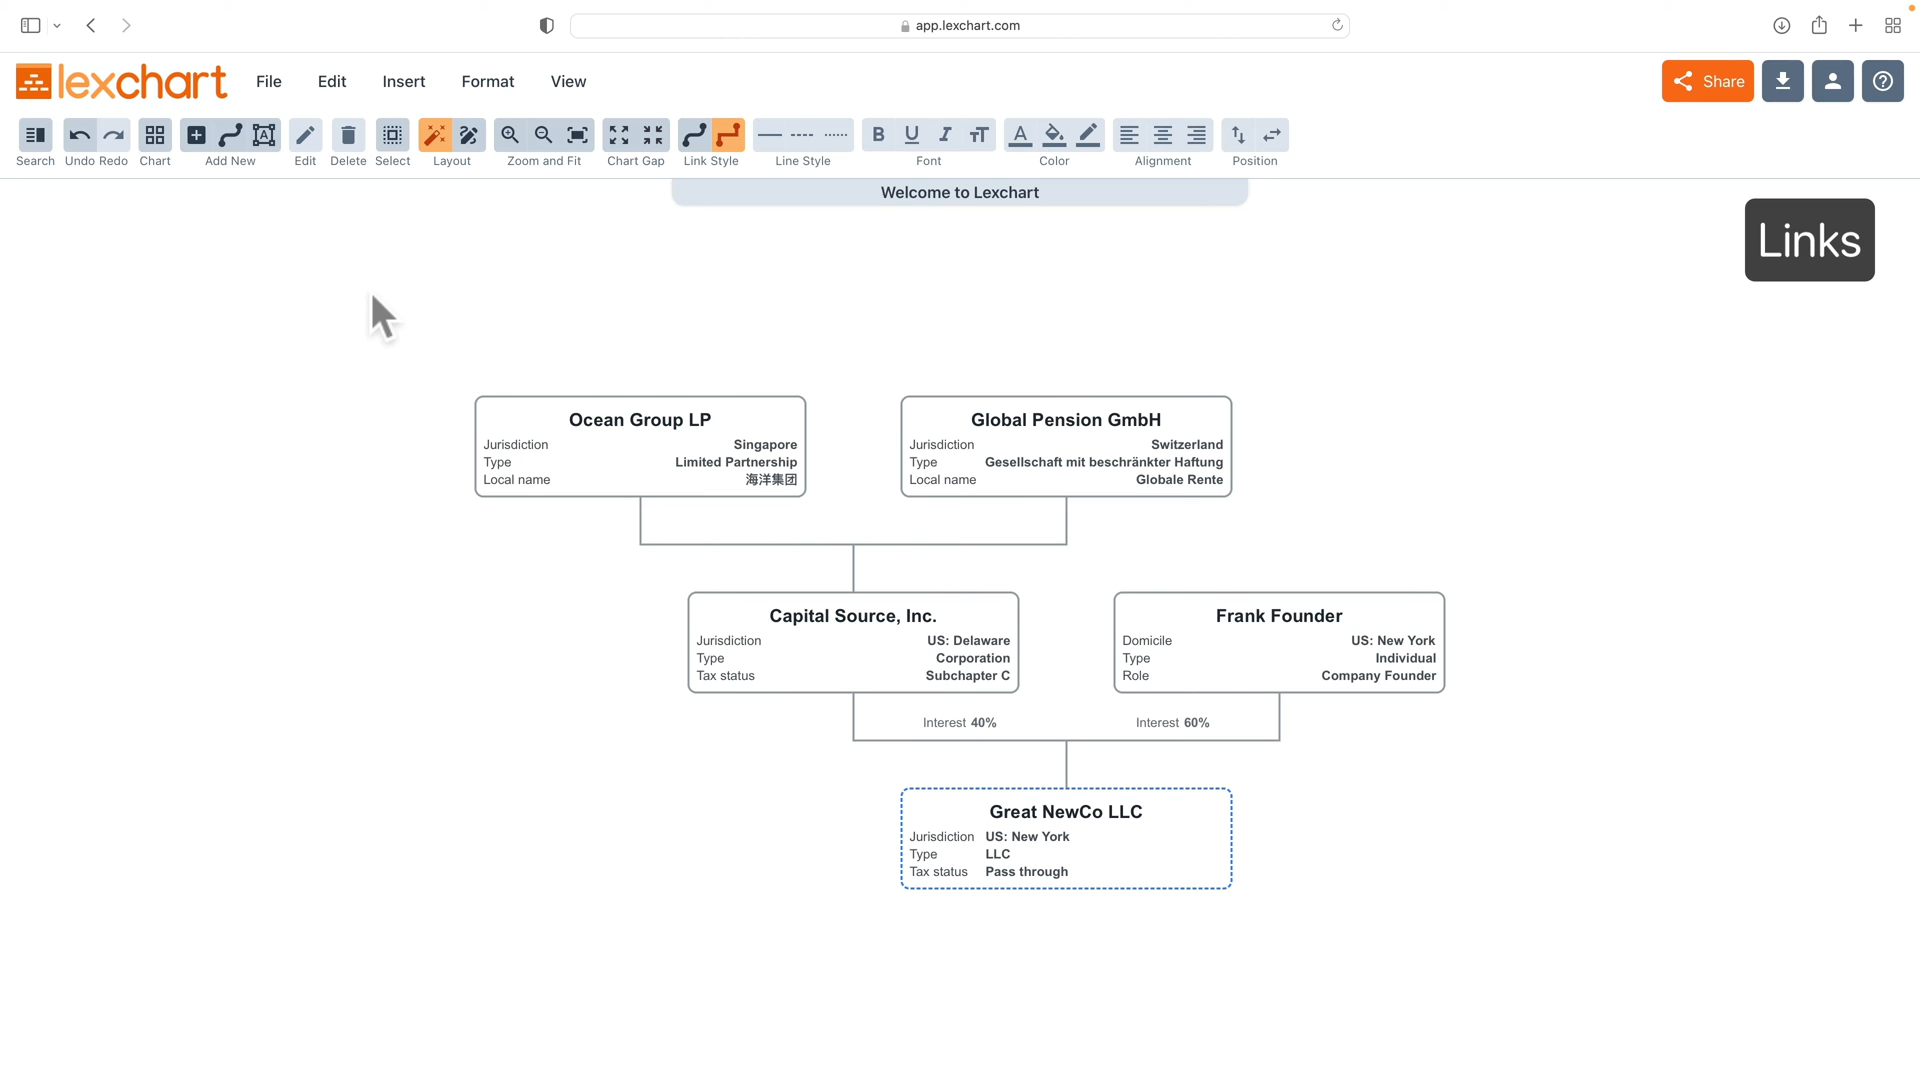 app.lexchart.com
lexchart File Edit Insert Format View
Share
Search Undo Redo Chart Add New Edit Delete Select Layout Zoom and Fit Chart Gap Link Style Line Style Font Color Alignment Position
Welcome to Lexchart
Links
Ocean Group LP
Jurisdiction Singapore
Type Limited Partnership
Local name 海洋集团
Global Pension GmbH
Jurisdiction Switzerland
Type Gesellschaft mit beschränkter Haftung
Local name Globale Rente
Capital Source, Inc.
Jurisdiction US: Delaware
Type Corporation
Tax status Subchapter C
Frank Founder
Domicile US: New York
Type Individual
Role Company Founder
Interest 40%
Interest 60%
Great NewCo LLC
Jurisdiction US: New York
Type LLC
Tax status Pass through